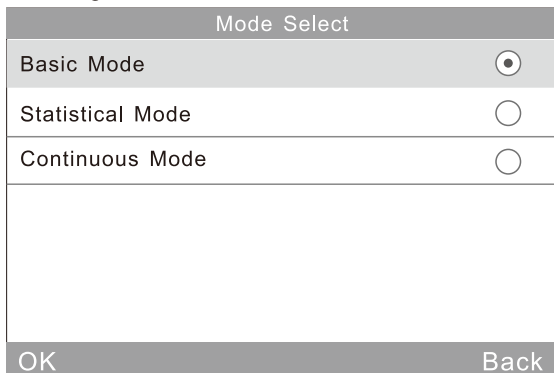 Mode Select
Basic Mode
Statistical Mode
Continuous Mode
OK Back